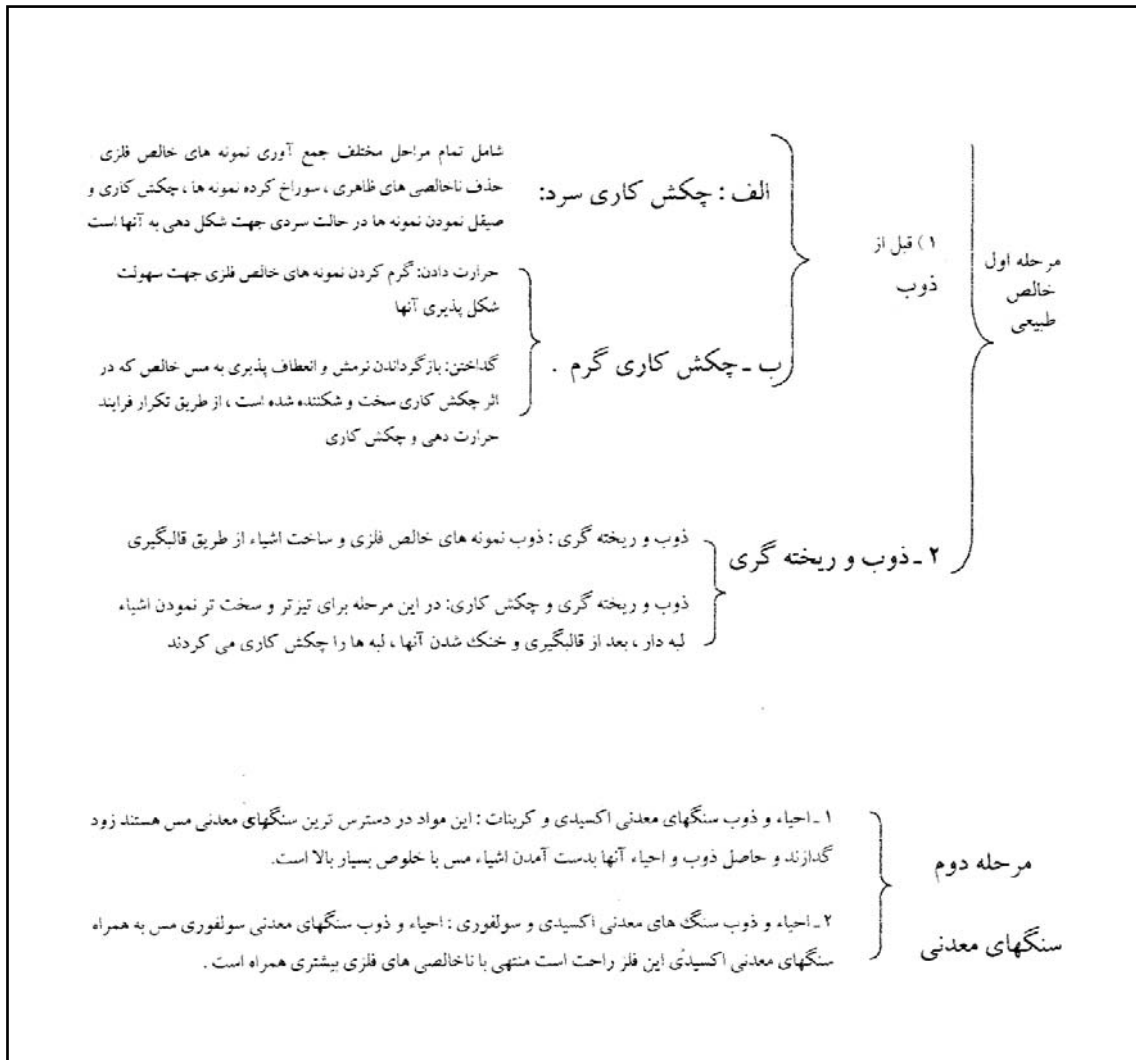 مرحله اول
خالص
طبیعی
۱) قبل از
ذوب
الف : چکش کاری سرد:
شامل تمام مراحل مختلف جمع آوری نمونه های خالص فلزی
حذف ناخالصی های ظاهری ، سوراخ کرده نمونه ها ، چکش کاری و
صیقل نمودن نمونه ها در حالت سردی جهت شکل دهی به آنها است
ب ـ چکش کاری گرم .
حرارت دادن: گرم کردن نمونه های خالص فلزی جهت سهولت
شکل پذیری آنها
گداختن: بازگرداندن نرمش و انعطاف پذیری به مس خالص که در
اثر چکش کاری سخت و شکننده شده است ، از طریق تکرار فرایند
حرارت دهی و چکش کاری
۲ ـ ذوب و ریخته گری
ذوب و ریخته گری : ذوب نمونه های خالص فلزی و ساخت اشیاء از طریق قالبگیری
ذوب و ریخته گری و چکش کاری: در این مرحله برای تیزتر و سخت تر نمودن اشیاء
لبه دار ، بعد از قالبگیری و خنک شدن آنها ، لبه ها را چکش کاری می کردند
مرحله دوم
سنگهای معدنی
۱ ـ احیاء و ذوب سنگهای معدنی اکسیدی و کربنات : این مواد در دسترس ترین سنگهای معدنی مس هستند زود
گدازند و حاصل ذوب و احیاء آنها بدست آمدن اشیاء مس با خلوص بسیار بالا است.
۲ ـ احیاء و ذوب سنگ های معدنی اکسیدی و سولفوری : احیاء و ذوب سنگهای معدنی سولفوری مس به همراه
سنگهای معدنی اکسیدی این فلز راحت است منتهی با ناخالصی های فلزی بیشتری همراه است .